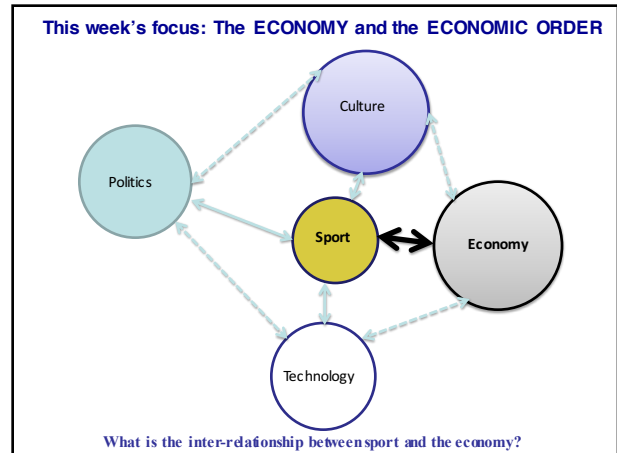 This week's focus: The ECONOMY and the ECONOMIC ORDER
Culture
Politics
Sport
Economy
Technology
What is the inter-relationship between sport and the economy?